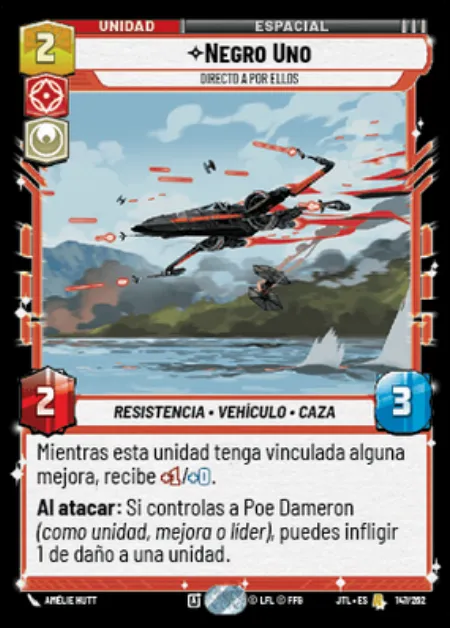 UNIDAD
ESPACIAL
2
Negro Uno
DIRECTO A POR ELLOS
2
RESISTENCIA • VEHÍCULO • CAZA
3
Mientras esta unidad tenga vinculada alguna
mejora, recibe +1/+0.
Al atacar: Si controlas a Poe Dameron
(como unidad, mejora o líder), puedes infligir
1 de daño a una unidad.
AMÉLIE HUTT
© LFL © FFG
JTL • ES
147/262